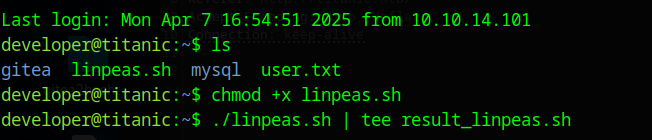 Last login: Mon Apr 7 16:54:51 2025 from 10.10.14.101
developer@titanic:~$ ls
gitea linpeas.sh mysql user.txt
developer@titanic:~$ chmod +x linpeas.sh
developer@titanic:~$ ./linpeas.sh | tee result_linpeas.sh